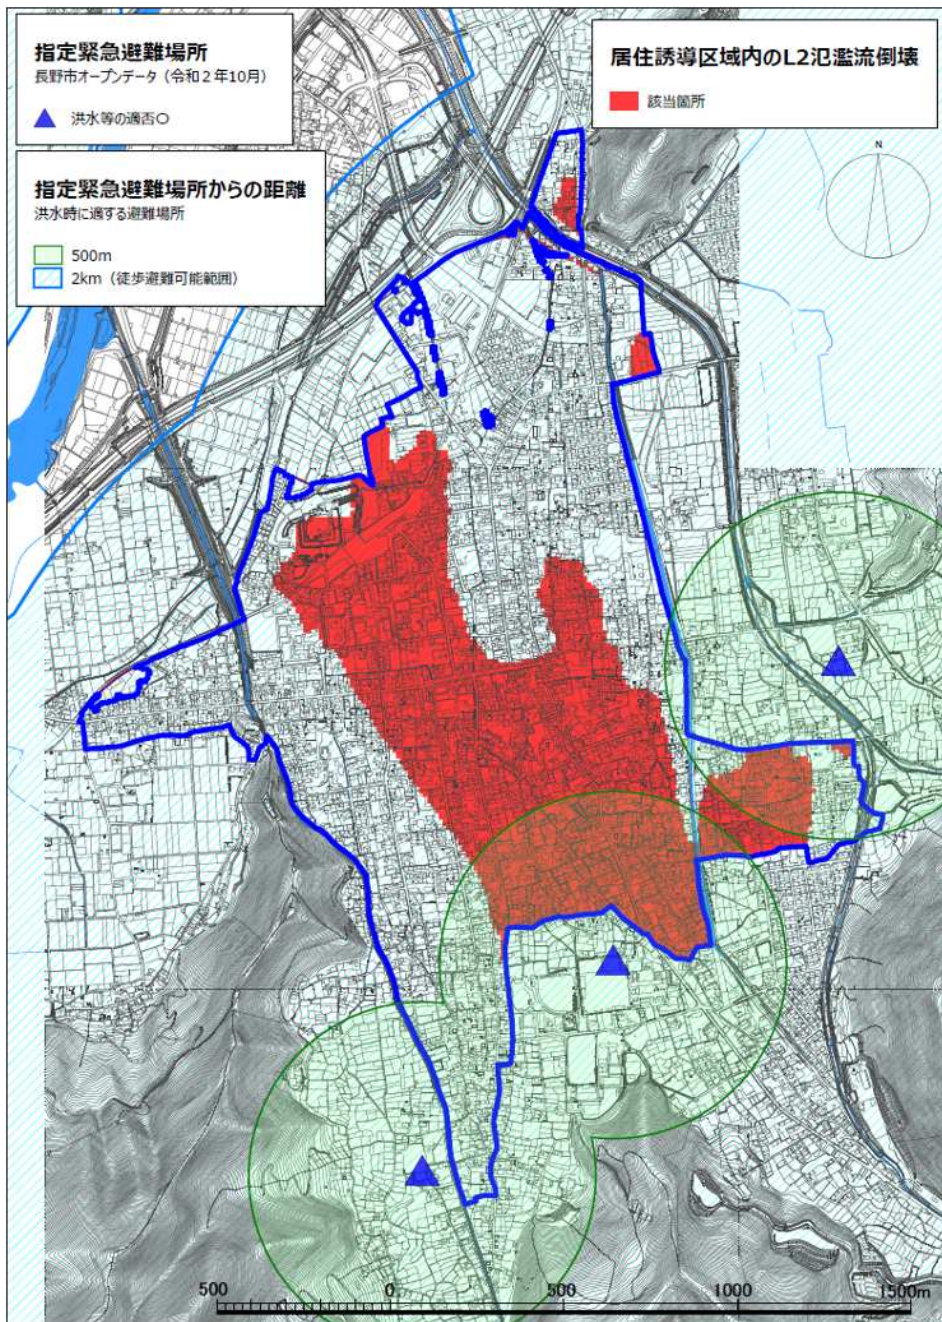 指定緊急避難場所
長野市オープンデータ（令和２年10月）
洪水等の適否〇
指定緊急避難場所からの距離
洪水時に適する避難場所
500m
2km（徒歩避難可能範囲）
居住誘導区域内のL2氾濫流倒壊
該当箇所
N
500 0 500 1000 1500m